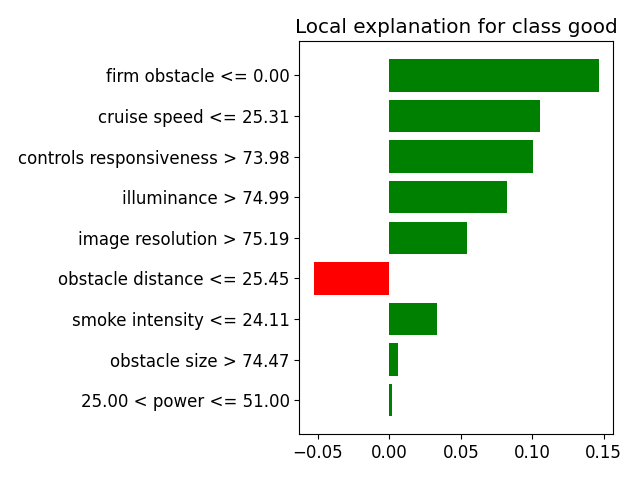 Local explanation for class good
firm obstacle <= 0.00
cruise speed <= 25.31
controls responsiveness > 73.98
illuminance > 74.99
image resolution > 75.19
obstacle distance <= 25.45
smoke intensity <= 24.11
obstacle size > 74.47
25.00 < power <= 51.00
−0.05 0.00 0.05 0.10 0.15